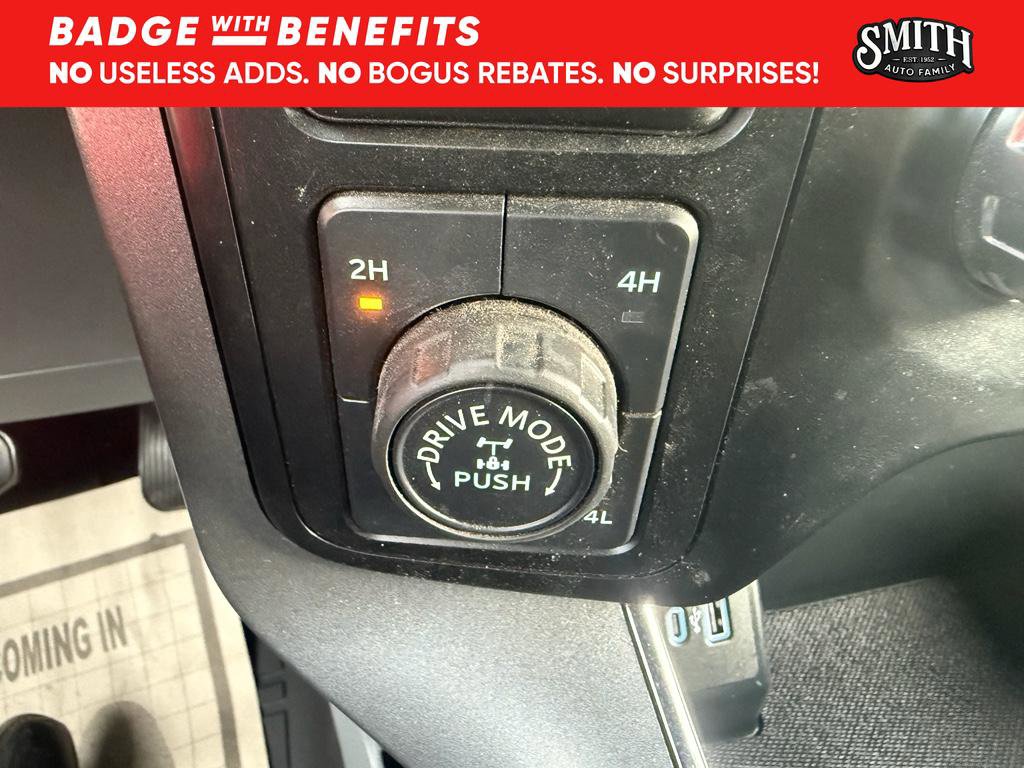 BADGE WITH BENEFITS
NO USELESS ADDS. NO BOGUS REBATES. NO SURPRISES!
SMITH
EST. 1952
AUTO FAMILY
2H
4H
DRIVE MODE
PUSH
4L
OMING IN